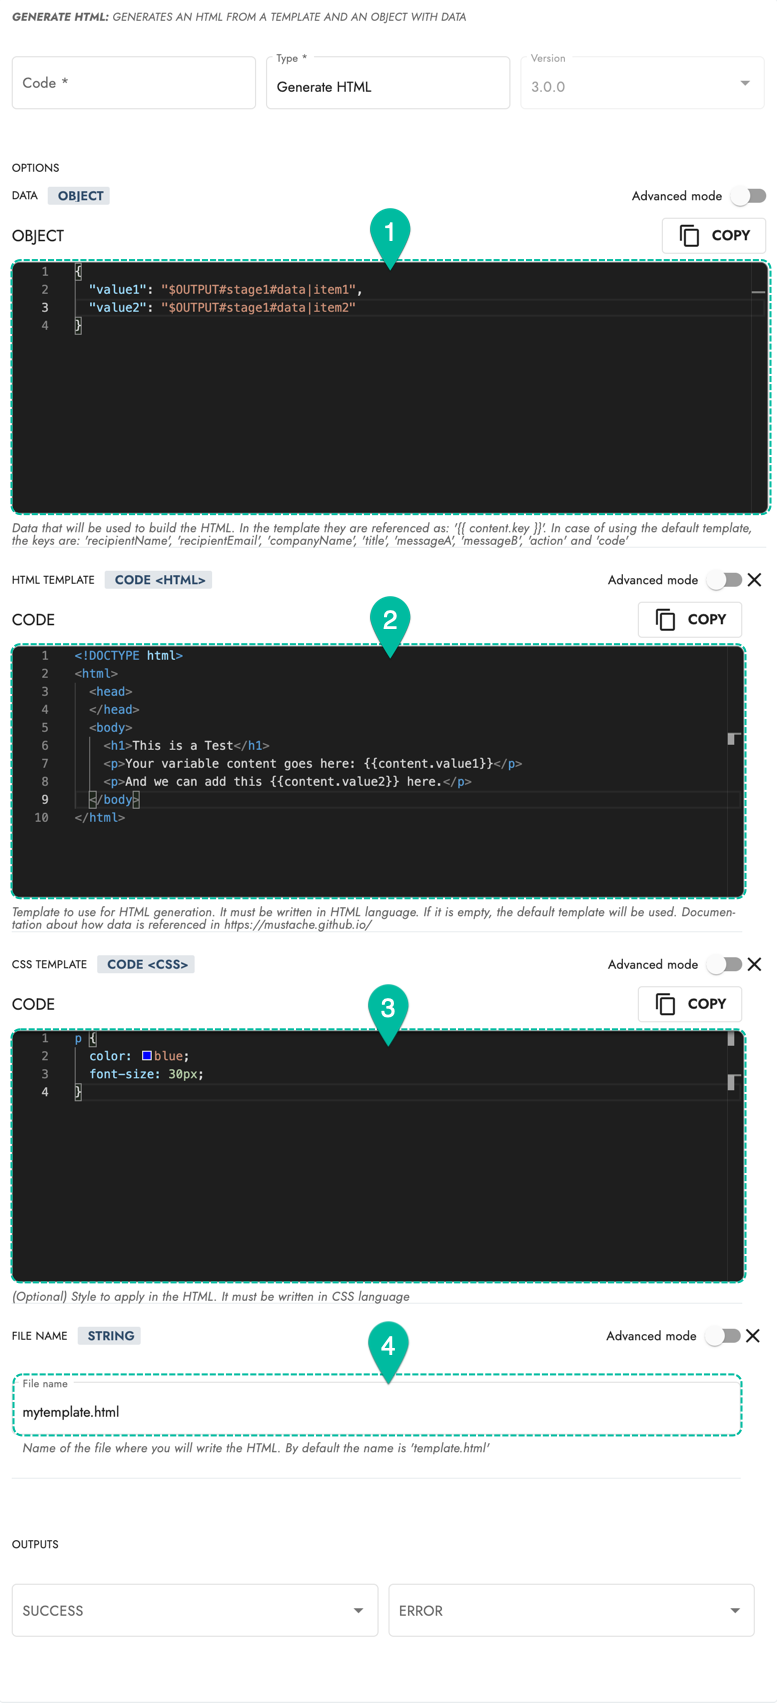 GENERATE HTML: GENERATES AN HTML FROM A TEMPLATE AND AN OBJECT WITH DATA
Code *
Type *
Generate HTML
Version
3.0.0
OPTIONS
DATA OBJECT
Advanced mode
OBJECT
1
COPY
1 {
2 "value1": "$OUTPUT#stage1#data|item1",
3 "value2": "$OUTPUT#stage1#data|item2"
4 }
Data that will be used to build the HTML. In the template they are referenced as: '{{ content.key }}'. In case of using the default template,
the keys are: 'recipientName', 'recipientEmail', 'companyName', 'title', 'messageA', 'messageB', 'action' and 'code'
HTML TEMPLATE CODE <HTML>
Advanced mode
CODE
2
COPY
1 <!DOCTYPE html>
2 <html>
3 <head>
4 </head>
5 <body>
6 <h1>This is a Test</h1>
7 <p>Your variable content goes here: {{content.value1}}</p>
8 <p>And we can add this {{content.value2}} here.</p>
9 </body>
10 </html>
Template to use for HTML generation. It must be written in HTML language. If it is empty, the default template will be used. Documen-
tation about how data is referenced in https://mustache.github.io/
CSS TEMPLATE CODE <CSS>
Advanced mode
CODE
3
COPY
1 p {
2 color: blue;
3 font-size: 30px;
4 }
(Optional) Style to apply in the HTML. It must be written in CSS language
FILE NAME STRING
Advanced mode
4
File name
mytemplate.html
Name of the file where you will write the HTML. By default the name is 'template.html'
OUTPUTS
SUCCESS
ERROR